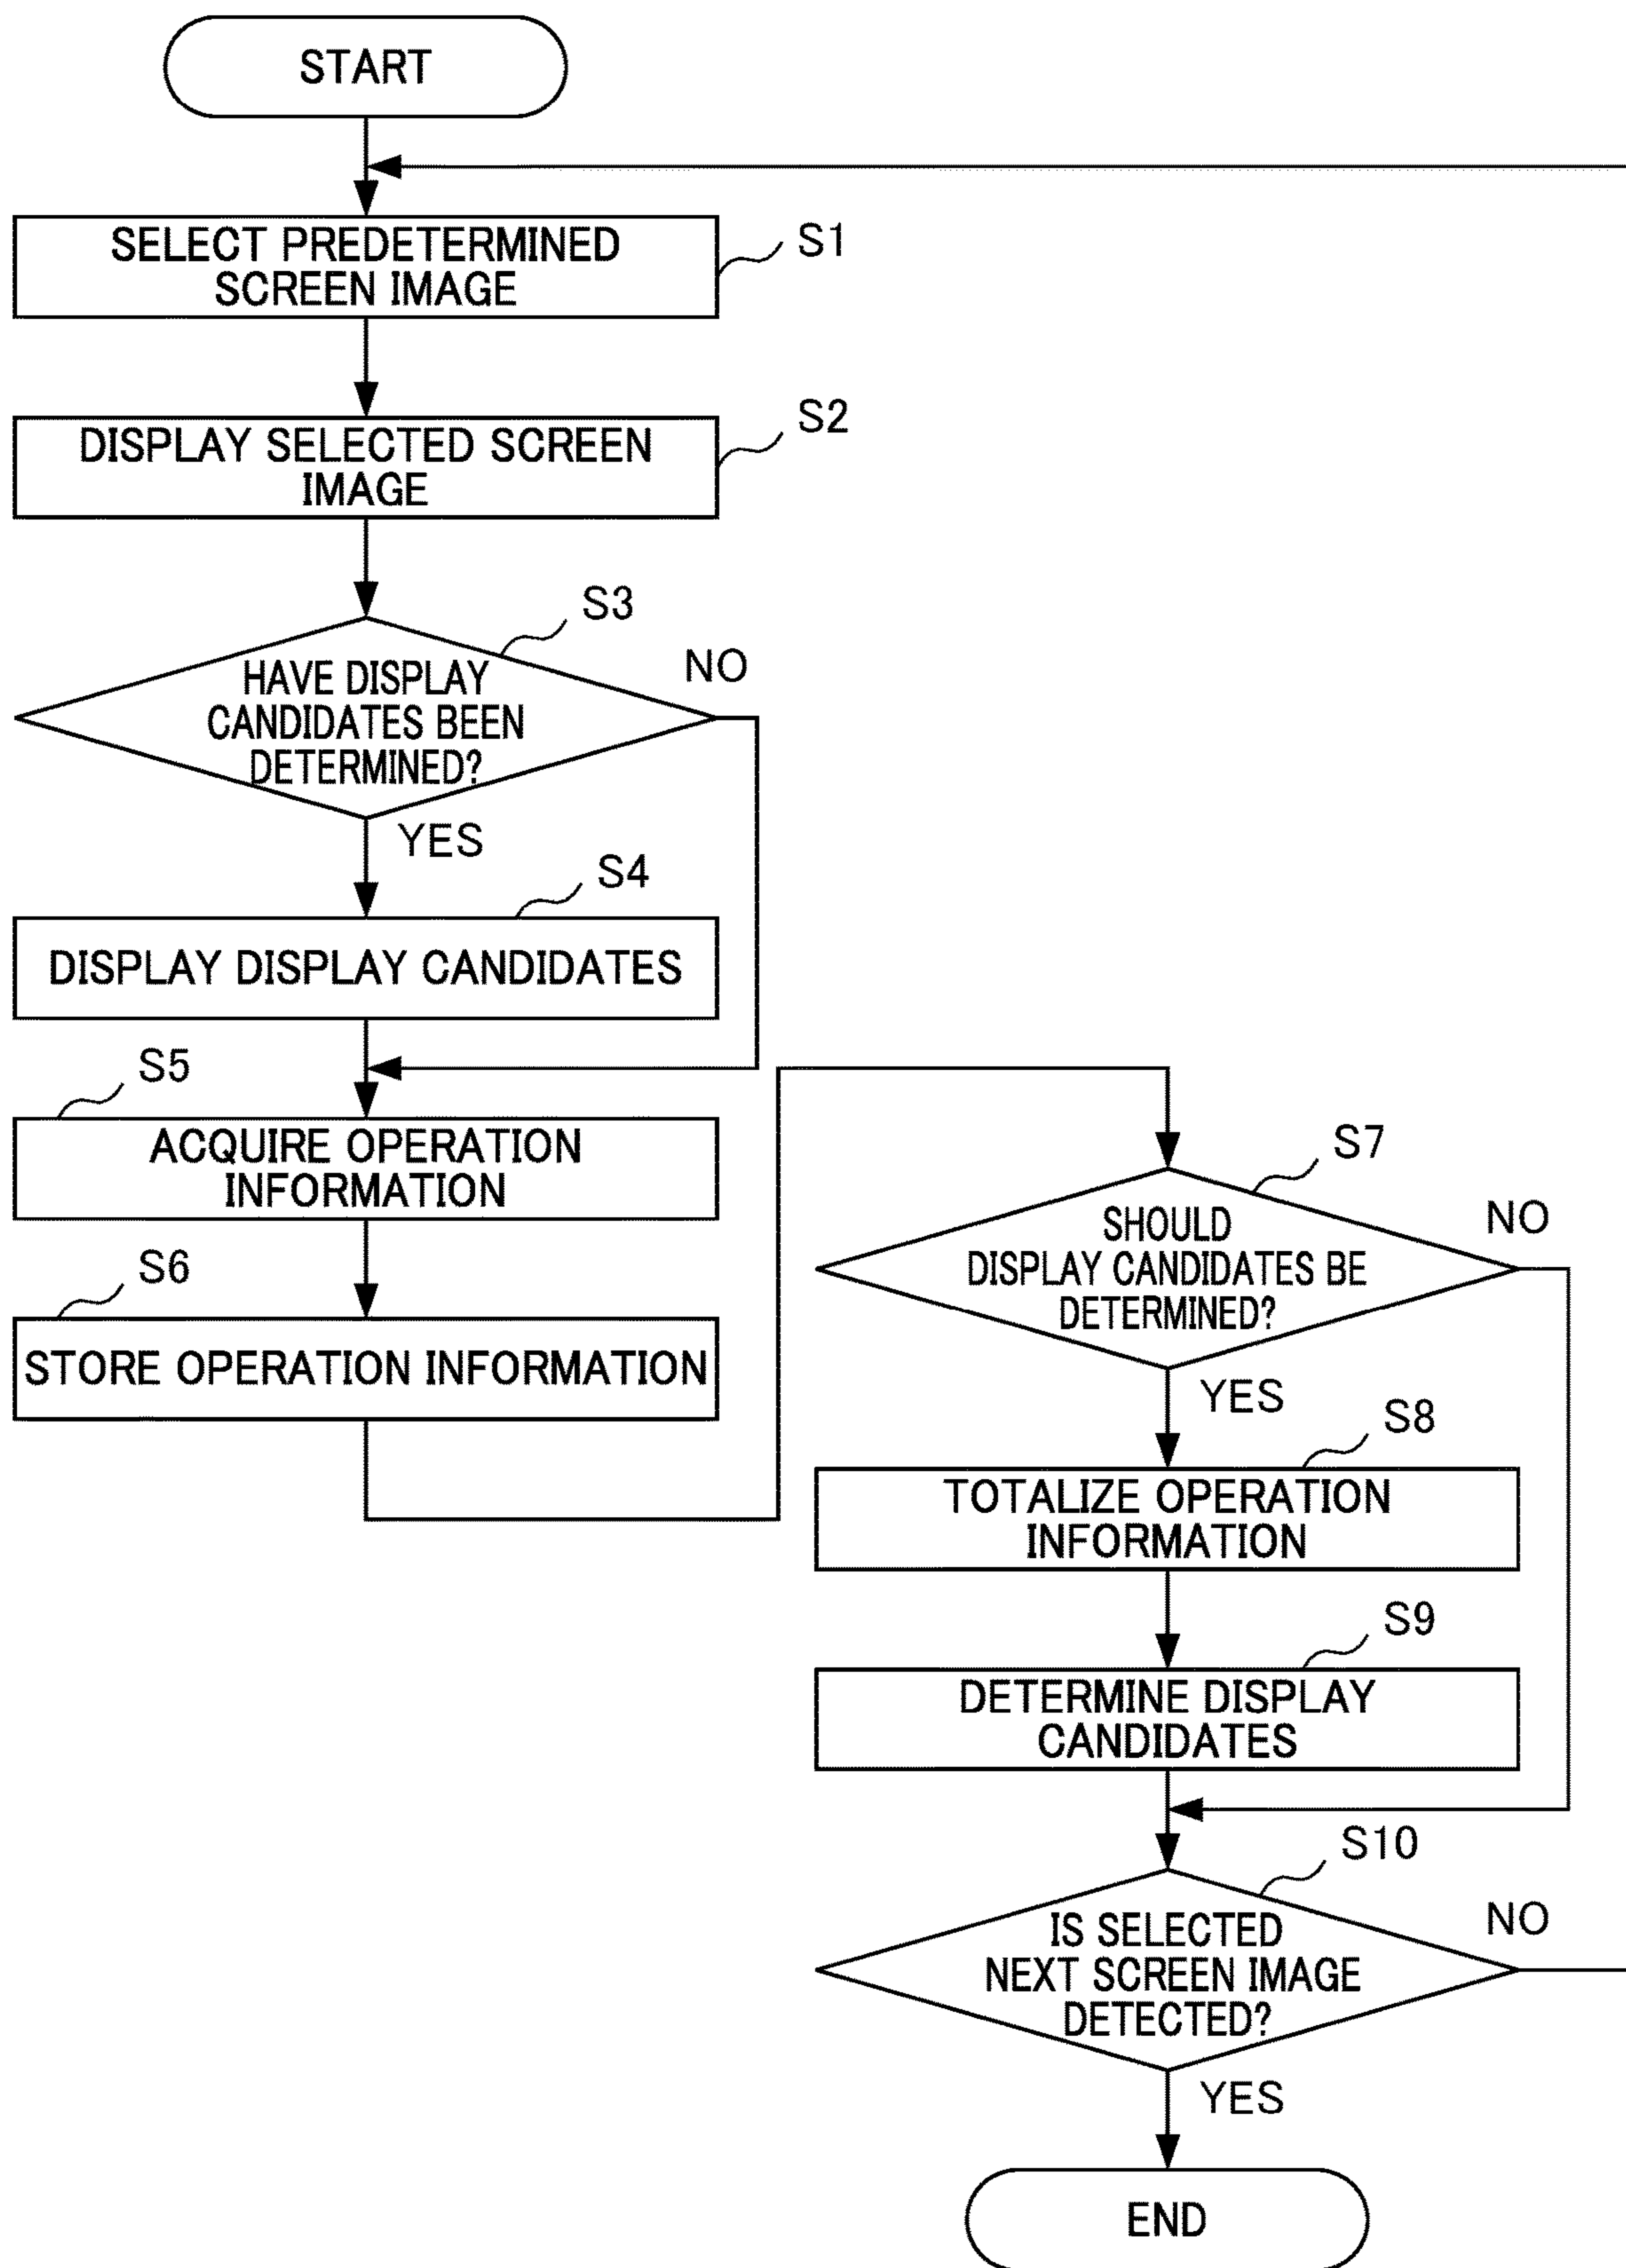 START
SELECT PREDETERMINED
SCREEN IMAGE
S1
DISPLAY SELECTED SCREEN
IMAGE
S2
S3
HAVE DISPLAY
CANDIDATES BEEN
DETERMINED?
NO
YES
S4
DISPLAY DISPLAY CANDIDATES
S5
ACQUIRE OPERATION
INFORMATION
S6
STORE OPERATION INFORMATION
S7
SHOULD
DISPLAY CANDIDATES BE
DETERMINED?
NO
YES
S8
TOTALIZE OPERATION
INFORMATION
S9
DETERMINE DISPLAY
CANDIDATES
S10
IS SELECTED
NEXT SCREEN IMAGE
DETECTED?
NO
YES
END